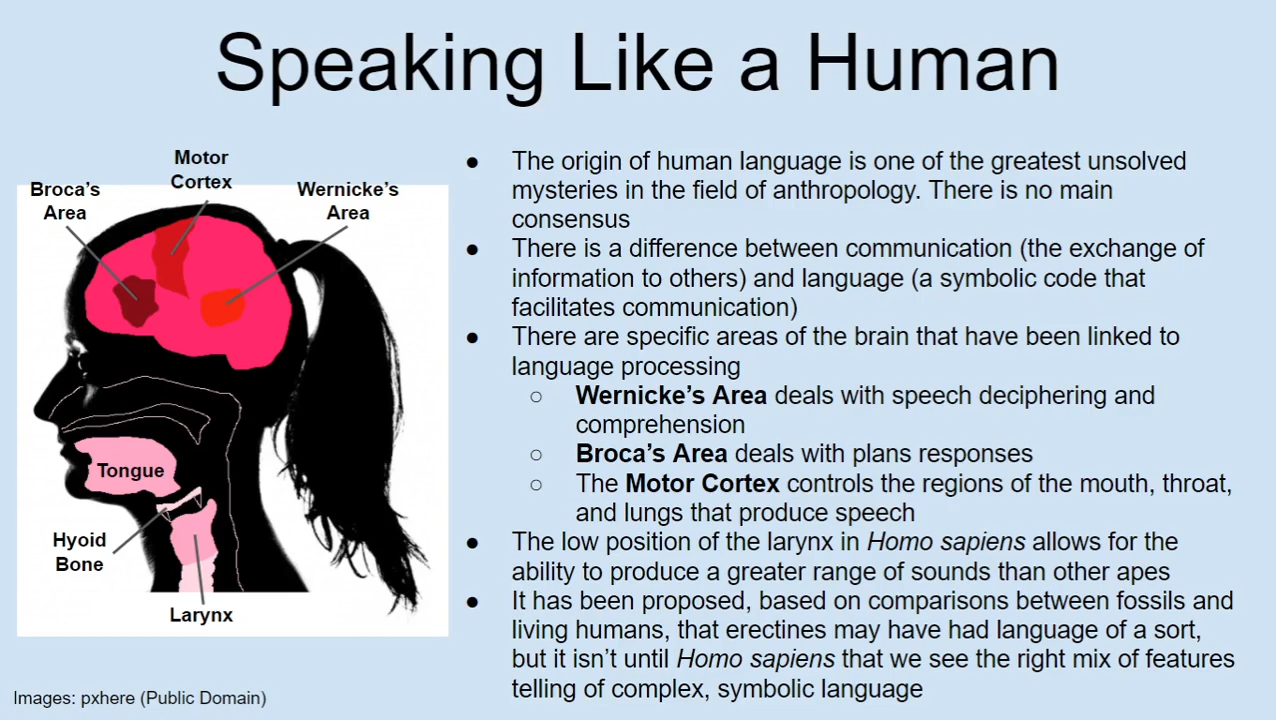 Speaking Like a Human
Motor
Cortex
Broca's
Area
Wernicke's
Area
Tongue
Hyoid
Bone
Larynx
● The origin of human language is one of the greatest unsolved
mysteries in the field of anthropology. There is no main
consensus
● There is a difference between communication (the exchange of
information to others) and language (a symbolic code that
facilitates communication)
● There are specific areas of the brain that have been linked to
language processing
○ Wernicke's Area deals with speech deciphering and
comprehension
○ Broca's Area deals with plans responses
○ The Motor Cortex controls the regions of the mouth, throat,
and lungs that produce speech
● The low position of the larynx in Homo sapiens allows for the
ability to produce a greater range of sounds than other apes
● It has been proposed, based on comparisons between fossils and
living humans, that erectines may have had language of a sort,
but it isn't until Homo sapiens that we see the right mix of features
telling of complex, symbolic language
Images: pxhere (Public Domain)